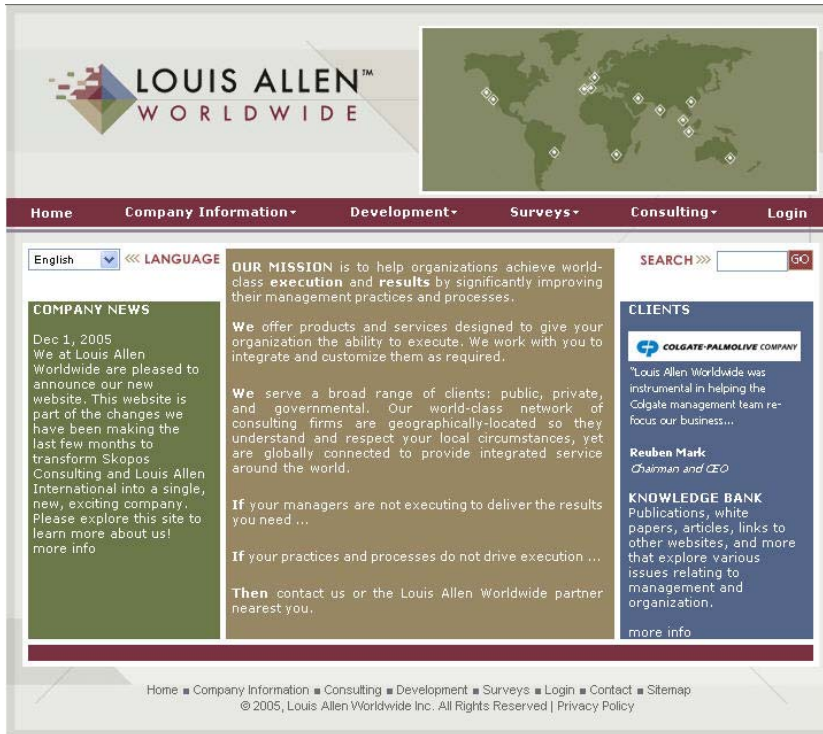 LOUIS ALLEN™
WORLDWIDE
Home Company Information Development Surveys Consulting Login
English
LANGUAGE
COMPANY NEWS
Dec 1, 2005
We at Louis Allen
Worldwide are pleased to
announce our new
website. This website is
part of the changes we
have been making the
last few months to
transform Skopos
Consulting and Louis Allen
International into a single,
new, exciting company.
Please explore this site to
learn more about us!
more info
OUR MISSION is to help organizations achieve world-
class execution and results by significantly improving
their management practices and processes.
We offer products and services designed to give your
organization the ability to execute. We work with you to
integrate and customize them as required.
We serve a broad range of clients: public, private,
and governmental. Our world-class network of
consulting firms are geographically-located so they
understand and respect your local circumstances, yet
are globally connected to provide integrated service
around the world.
If your managers are not executing to deliver the results
you need ...
If your practices and processes do not drive execution ...
Then contact us or the Louis Allen Worldwide partner
nearest you.
SEARCH
GO
CLIENTS
COLGATE-PALMOLIVE COMPANY
"Louis Allen Worldwide was
instrumental in helping the
Colgate management team re-
focus our business...
Reuben Mark
Chairman and CEO
KNOWLEDGE BANK
Publications, white
papers, articles, links to
other websites, and more
that explore various
issues relating to
management and
organization.
more info
Home ■ Company Information ■ Consulting ■ Development ■ Surveys ■ Login ■ Contact ■ Sitemap
© 2005, Louis Allen Worldwide Inc. All Rights Reserved | Privacy Policy